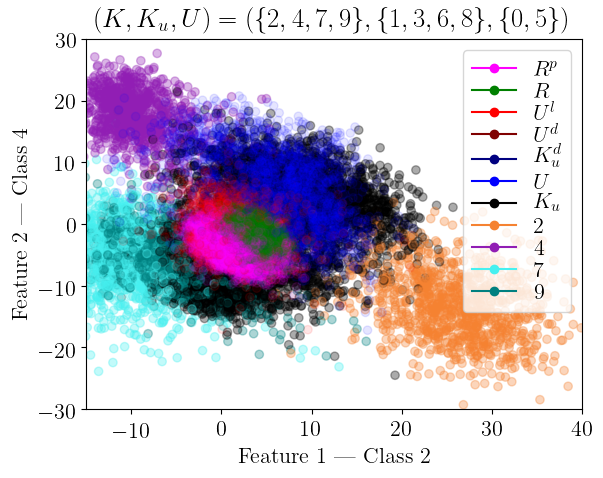 (K, K_u, U) = ({2, 4, 7, 9}, {1, 3, 6, 8}, {0, 5})
30
20
10
0
−10
−20
−30
Feature 2 — Class 4
R^p
R
U^l
U^d
K_u^d
U
K_u
2
4
7
9
−10 0 10 20 30 40
Feature 1 — Class 2